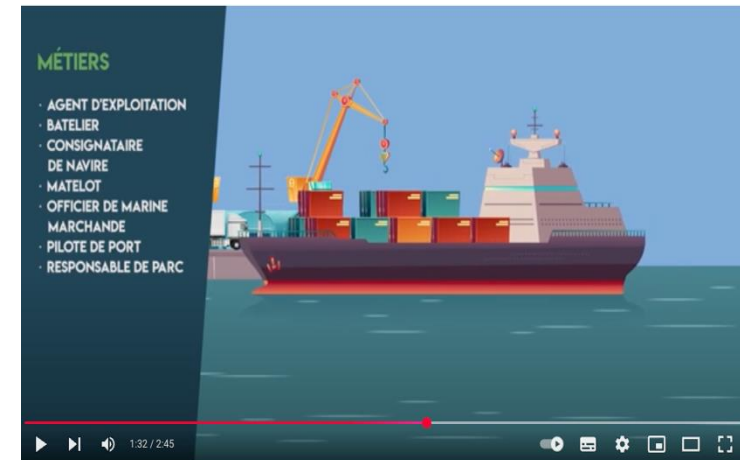 MÉTIERS
· AGENT D'EXPLOITATION
· BATELIER
· CONSIGNATAIRE
DE NAVIRE
· MATELOT
· OFFICIER DE MARINE
MARCHANDE
· PILOTE DE PORT
· RESPONSABLE DE PARC
1:32 / 2:45